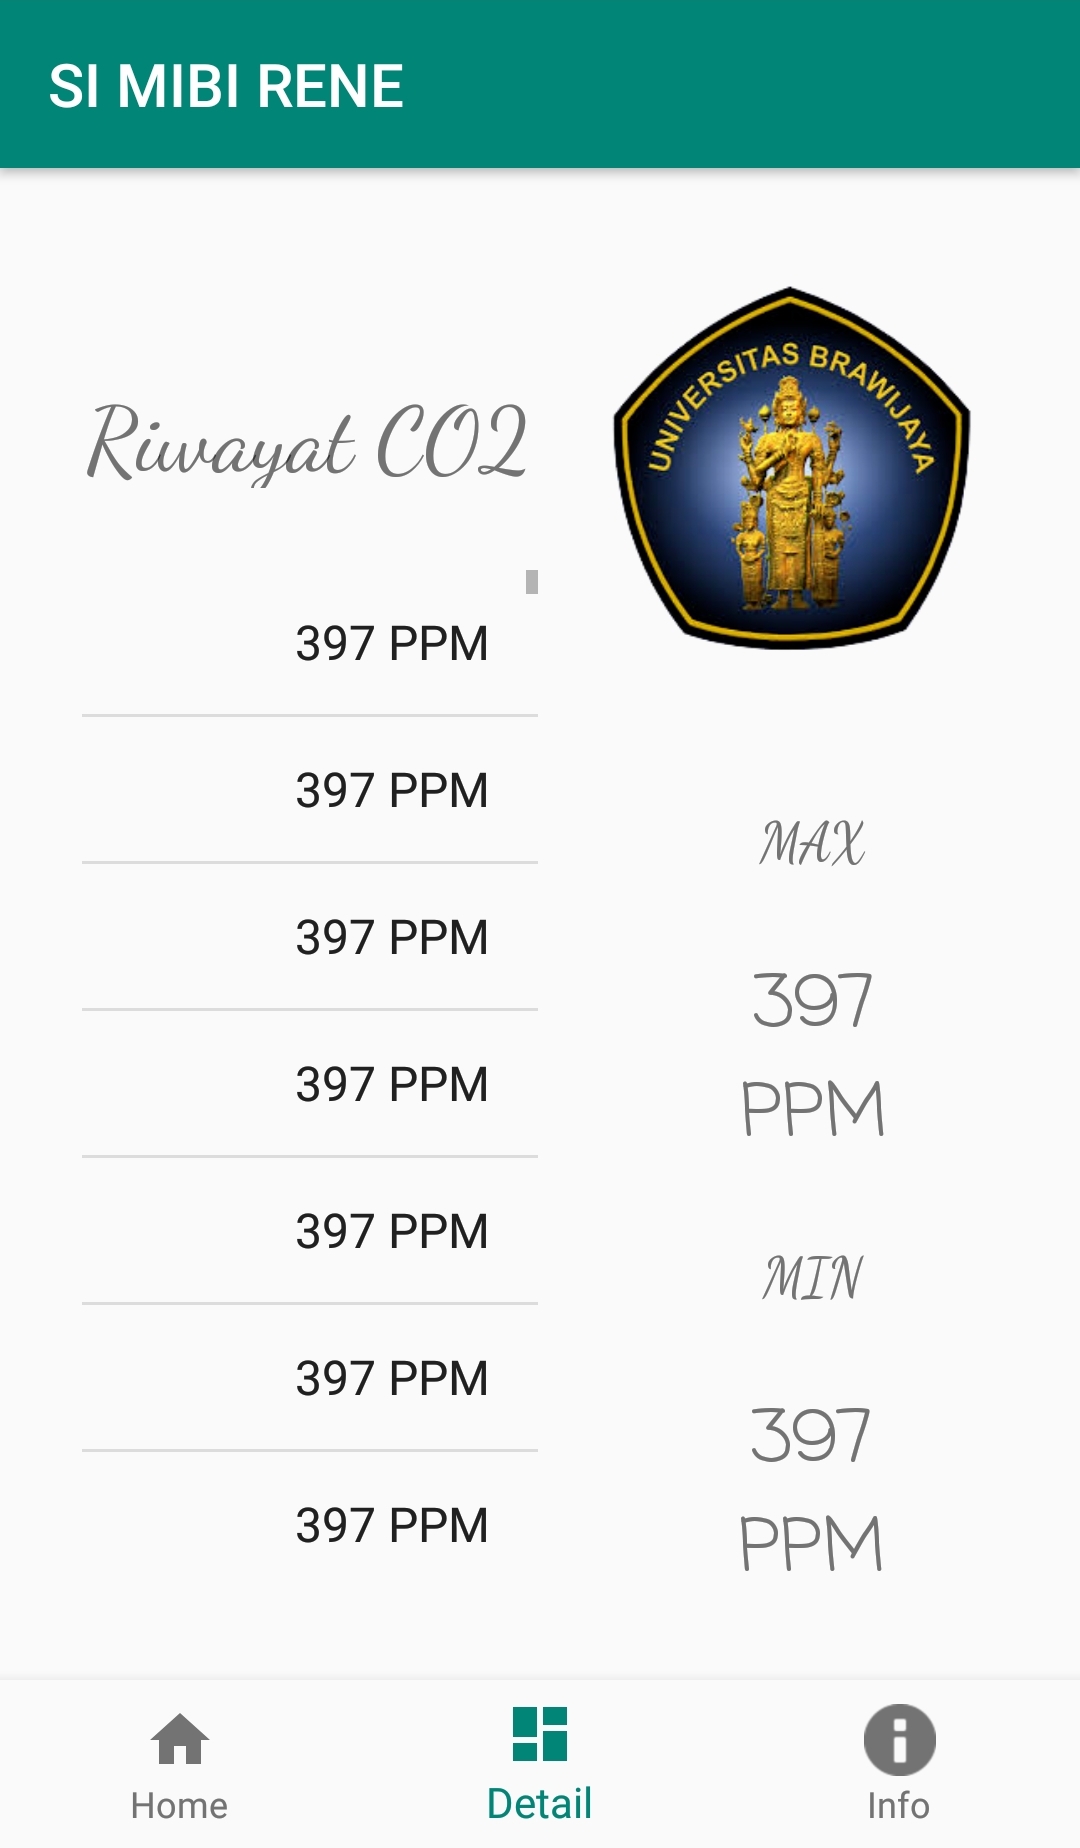 SI MIBI RENE
Riwayat CO2
UNIVERSITAS BRAWIJAYA
397 PPM
397 PPM
397 PPM
397 PPM
397 PPM
397 PPM
397 PPM
MAX
397
PPM
MIN
397
PPM
Home
Detail
Info